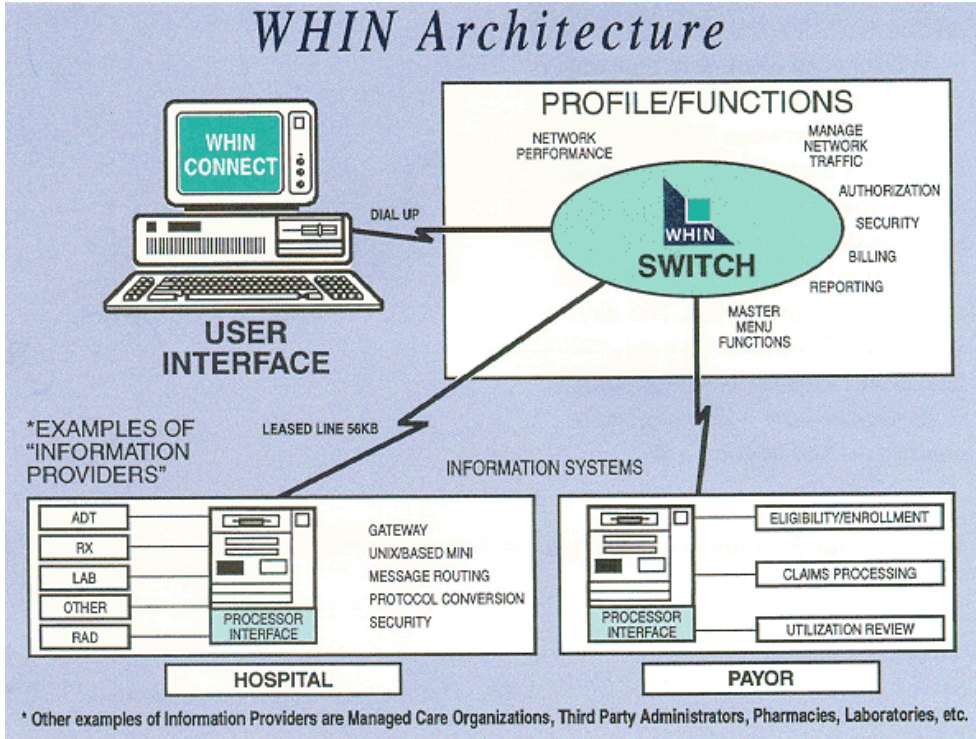 WHIN Architecture
PROFILE/FUNCTIONS
NETWORK
PERFORMANCE
MANAGE
NETWORK
TRAFFIC
AUTHORIZATION
SECURITY
BILLING
REPORTING
MASTER
MENU
FUNCTIONS
WHIN
SWITCH
WHIN
CONNECT
DIAL UP
USER
INTERFACE
LEASED LINE 56KB
*EXAMPLES OF
“INFORMATION
PROVIDERS”
INFORMATION SYSTEMS
ADT
RX
LAB
OTHER
RAD
PROCESSOR
INTERFACE
GATEWAY
UNIX/BASED MINI
MESSAGE ROUTING
PROTOCOL CONVERSION
SECURITY
HOSPITAL
PROCESSOR
INTERFACE
ELIGIBILITY/ENROLLMENT
CLAIMS PROCESSING
UTILIZATION REVIEW
PAYOR
* Other examples of Information Providers are Managed Care Organizations, Third Party Administrators, Pharmacies, Laboratories, etc.